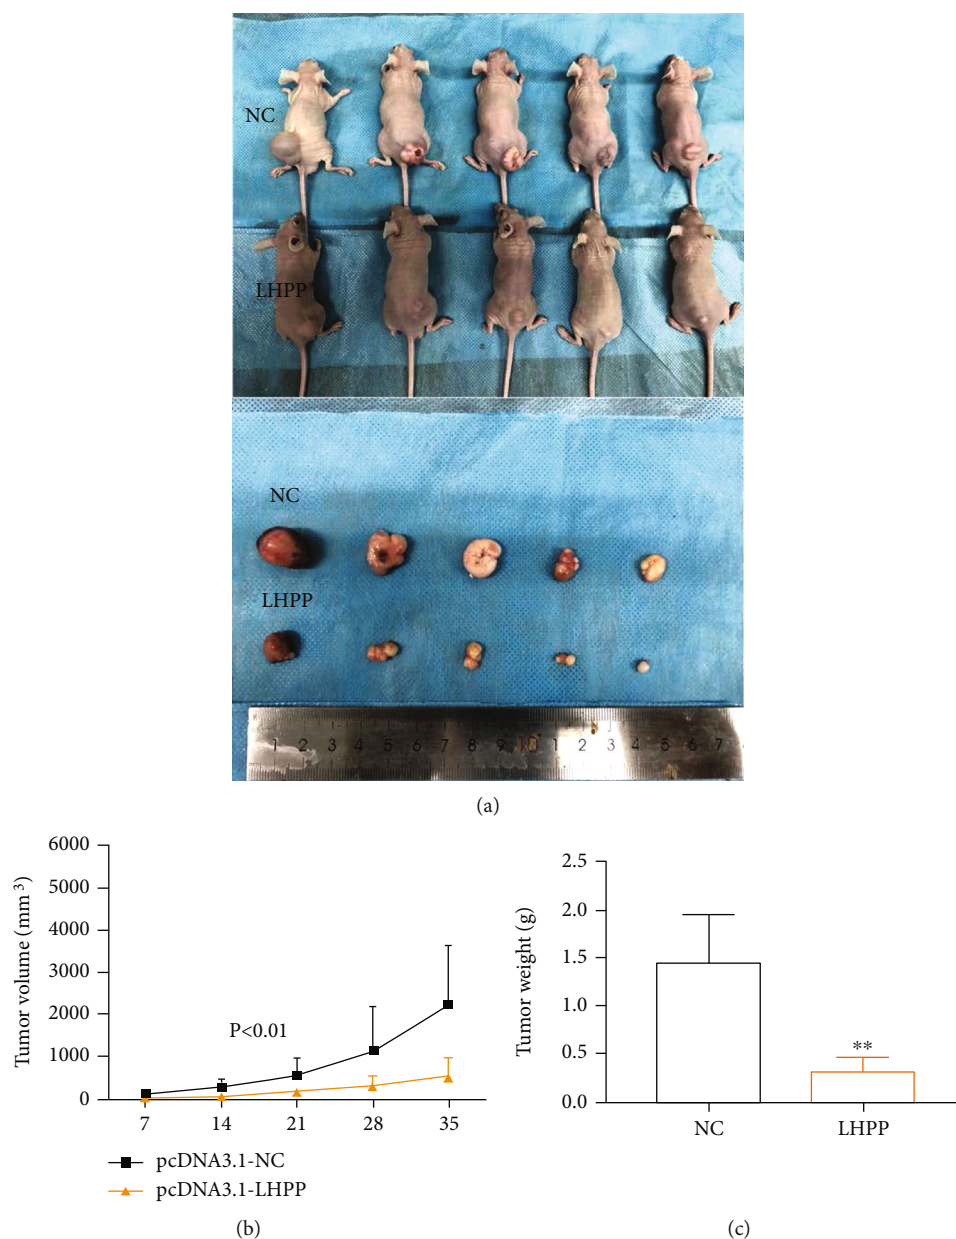 NC
LHPP
NC
LHPP
1 2 3 4 5 6 7 8 9 10 1 2 3 4 5 6 7
(a)
6000
5000
4000
3000
2000
1000
0
Tumor volume (mm³)
P<0.01
7 14 21 28 35
pcDNA3.1-NC
pcDNA3.1-LHPP
(b)
2.5
2.0
1.5
1.0
0.5
0.0
Tumor weight (g)
**
NC LHPP
(c)